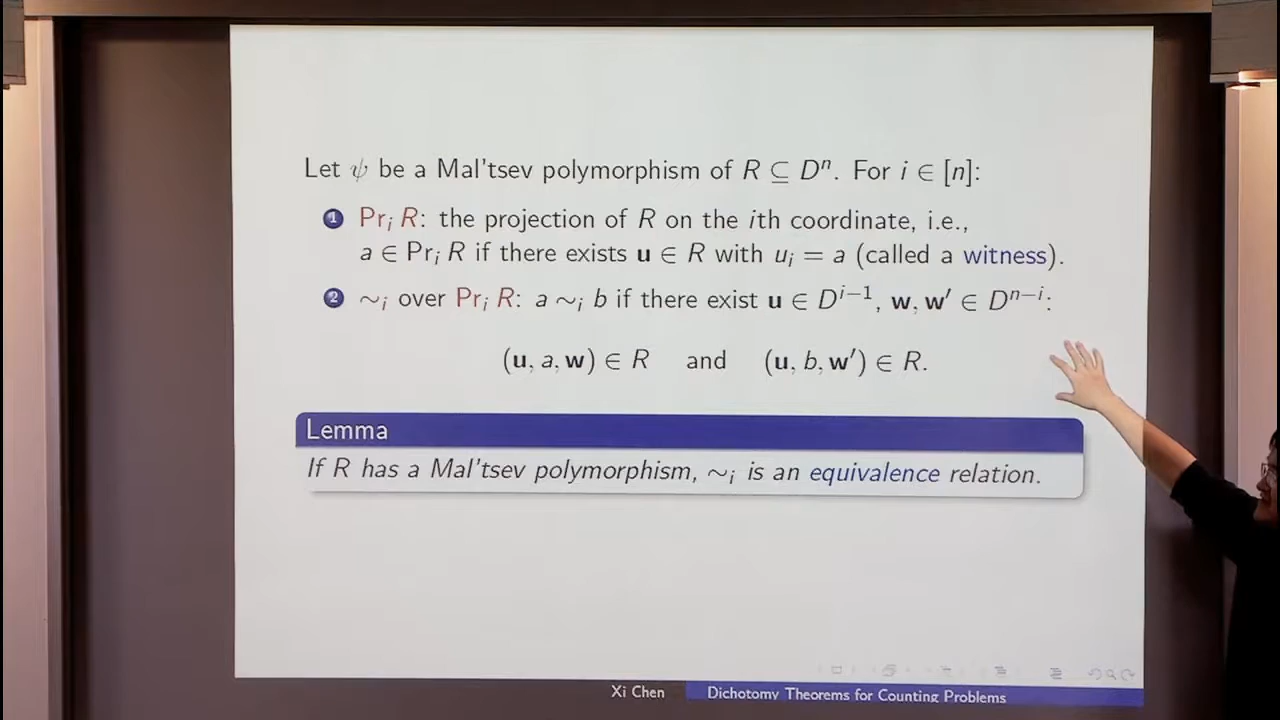 Let ψ be a Mal'tsev polymorphism of R ⊆ Dⁿ. For i ∈ [n]:
1 Prᵢ R: the projection of R on the ith coordinate, i.e.,
a ∈ Prᵢ R if there exists u ∈ R with uᵢ = a (called a witness).
2 ∼ᵢ over Prᵢ R: a ∼ᵢ b if there exist u ∈ Dⁱ⁻¹, w, w′ ∈ Dⁿ⁻ⁱ:
(u, a, w) ∈ R and (u, b, w′) ∈ R.
Lemma
If R has a Mal'tsev polymorphism, ∼ᵢ is an equivalence relation.
Xi Chen Dichotomy Theorems for Counting Problems